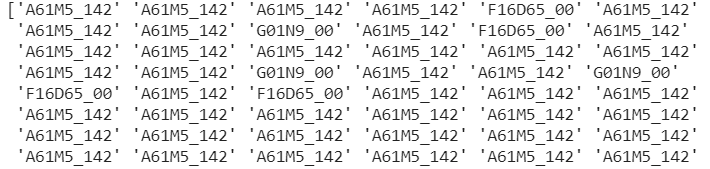 ['A61M5_142' 'A61M5_142' 'A61M5_142' 'A61M5_142' 'F16D65_00' 'A61M5_142'
'A61M5_142' 'A61M5_142' 'G01N9_00' 'A61M5_142' 'F16D65_00' 'A61M5_142'
'A61M5_142' 'A61M5_142' 'A61M5_142' 'A61M5_142' 'A61M5_142' 'A61M5_142'
'A61M5_142' 'A61M5_142' 'G01N9_00' 'A61M5_142' 'A61M5_142' 'G01N9_00'
'F16D65_00' 'A61M5_142' 'F16D65_00' 'A61M5_142' 'A61M5_142' 'A61M5_142'
'A61M5_142' 'A61M5_142' 'A61M5_142' 'A61M5_142' 'A61M5_142' 'A61M5_142'
'A61M5_142' 'A61M5_142' 'A61M5_142' 'A61M5_142' 'A61M5_142' 'A61M5_142'
'A61M5_142' 'A61M5_142' 'A61M5_142' 'A61M5_142' 'A61M5_142' 'A61M5_142'